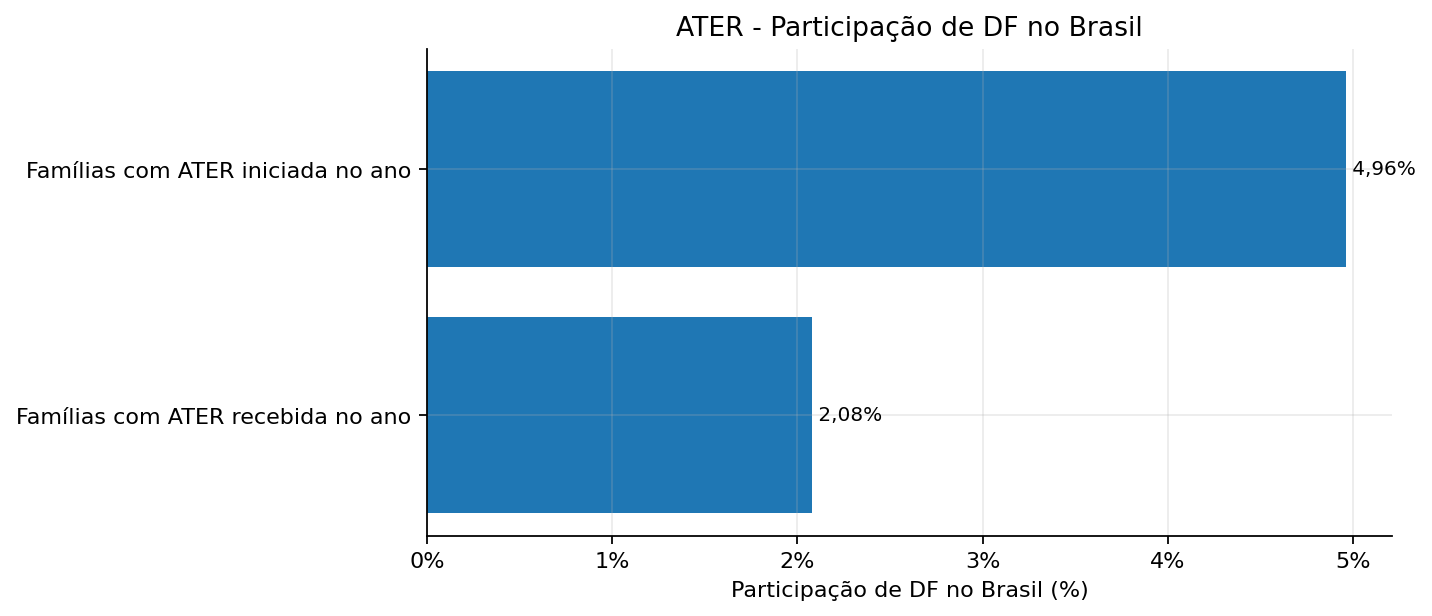 ATER - Participação de DF no Brasil
Famílias com ATER iniciada no ano
4,96%
Famílias com ATER recebida no ano
2,08%
0% 1% 2% 3% 4% 5%
Participação de DF no Brasil (%)